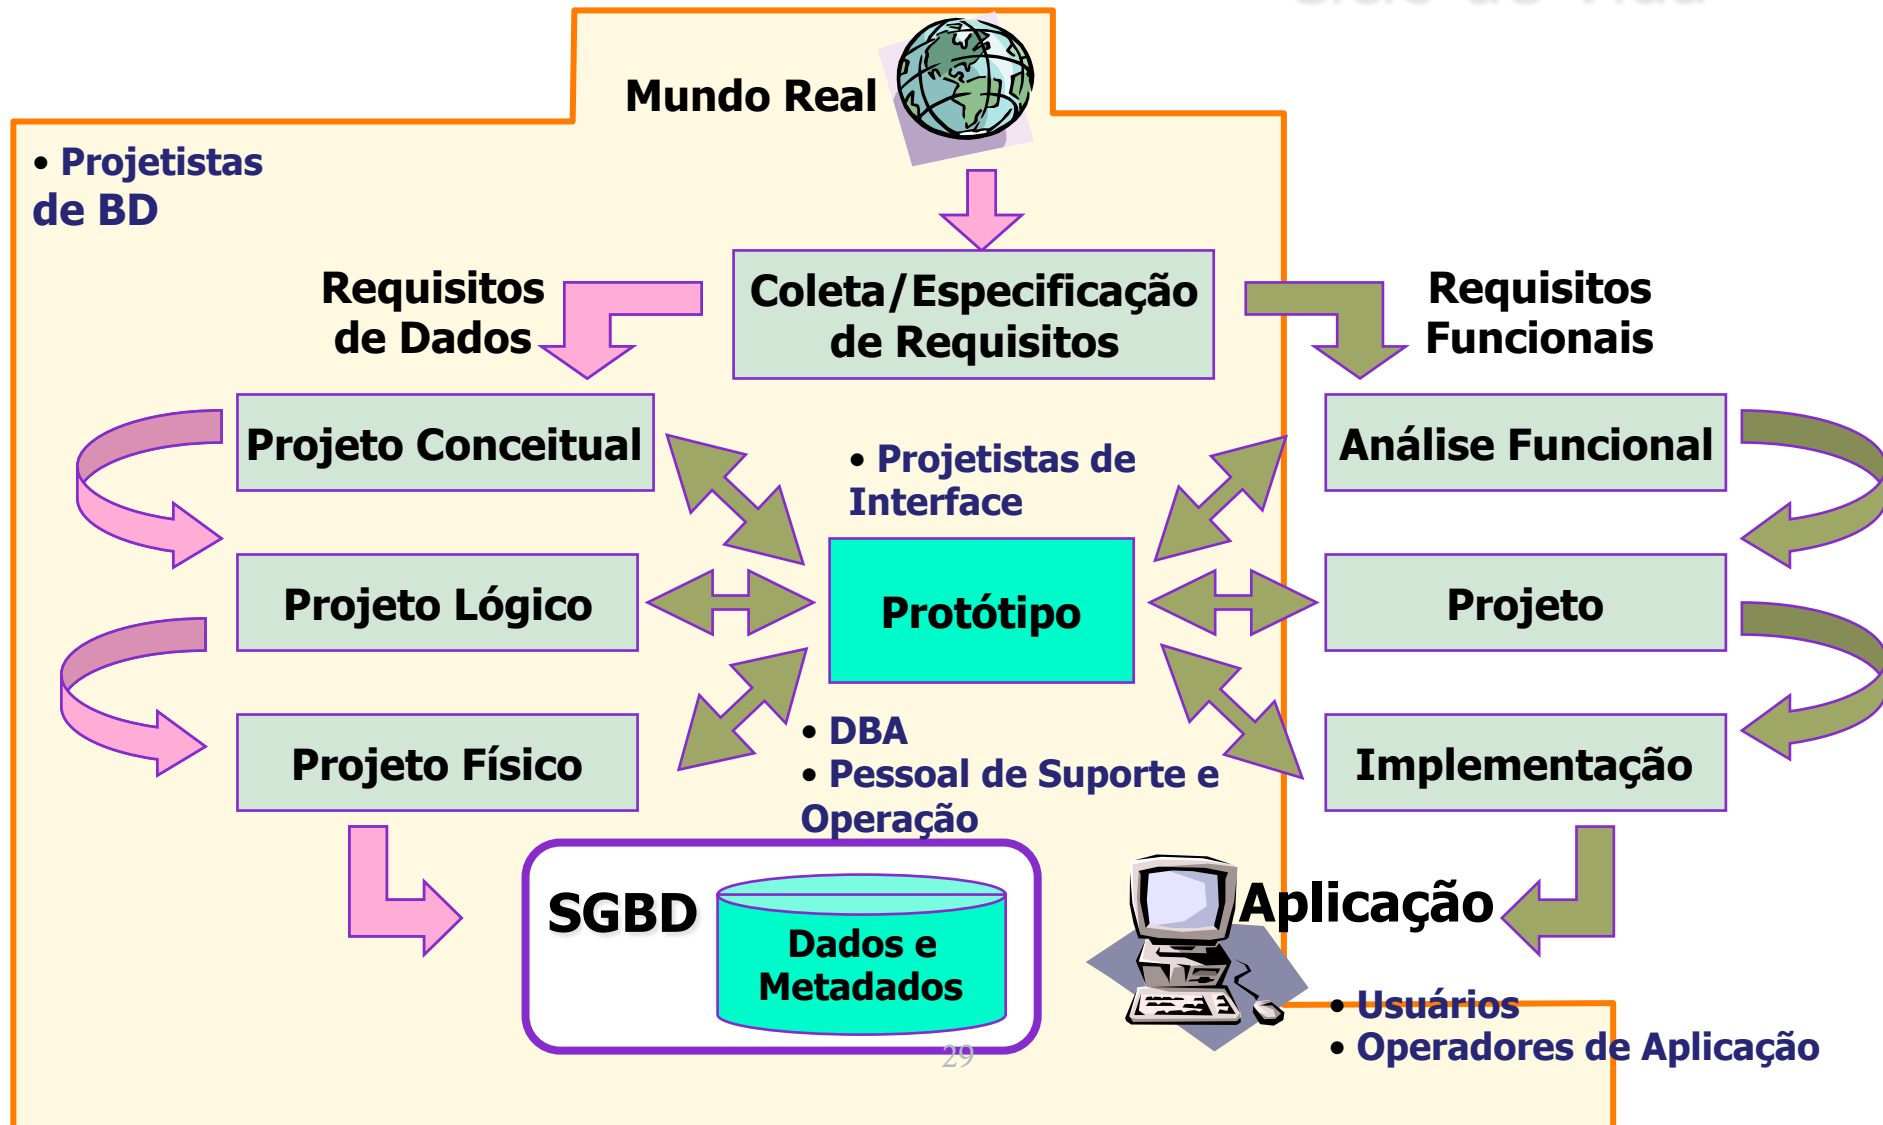 Mundo Real
• Projetistas
de BD
Requisitos
de Dados
Coleta/Especificação
de Requisitos
Requisitos
Funcionais
Projeto Conceitual
• Projetistas de
Interface
Análise Funcional
Projeto Lógico
Protótipo
Projeto
Projeto Físico
• DBA
• Pessoal de Suporte e
Operação
Implementação
SGBD
Dados e
Metadados
Aplicação
• Usuários
• Operadores de Aplicação
29